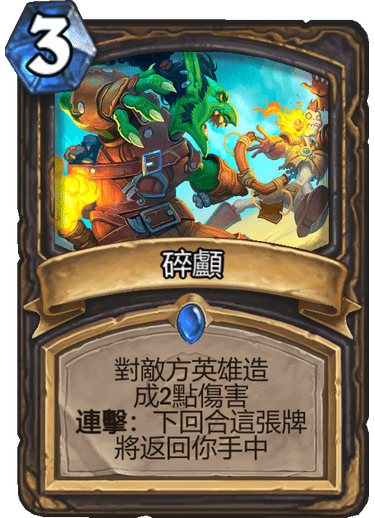 3
碎顱
對敵方英雄造
成2點傷害
連擊：下回合這張牌
將返回你手中